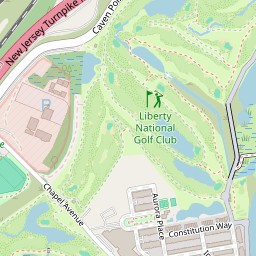 New Jersey Turnpike
Caven Po
P
Liberty
National
Golf Club
Chapel Avenue
Aurora Place
Constitution Way